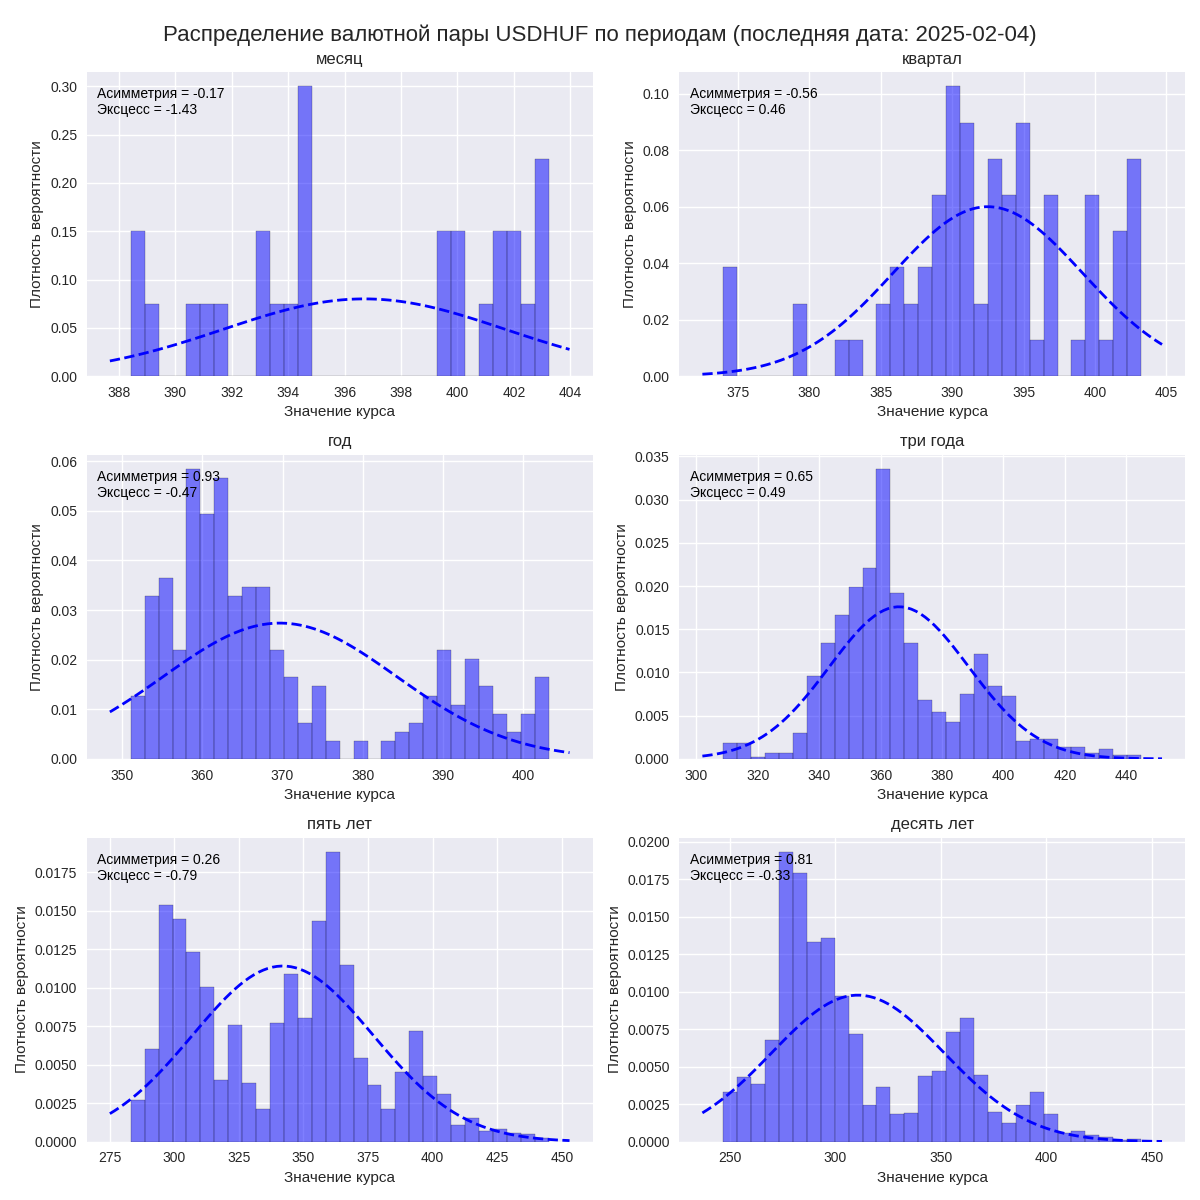 Распределение валютной пары USDHUF по периодам (последняя дата: 2025-02-04)
месяц
Асимметрия = -0.17
Эксцесс = -1.43
Плотность вероятности
0.30
0.25
0.20
0.15
0.10
0.05
0.00
388 390 392 394 396 398 400 402 404
Значение курса
квартал
Асимметрия = -0.56
Эксцесс = 0.46
Плотность вероятности
0.10
0.08
0.06
0.04
0.02
0.00
375 380 385 390 395 400 405
Значение курса
год
Асимметрия = 0.93
Эксцесс = -0.47
Плотность вероятности
0.06
0.05
0.04
0.03
0.02
0.01
0.00
350 360 370 380 390 400
Значение курса
три года
Асимметрия = 0.65
Эксцесс = 0.49
Плотность вероятности
0.035
0.030
0.025
0.020
0.015
0.010
0.005
0.000
300 320 340 360 380 400 420 440
Значение курса
пять лет
Асимметрия = 0.26
Эксцесс = -0.79
Плотность вероятности
0.0175
0.0150
0.0125
0.0100
0.0075
0.0050
0.0025
0.0000
275 300 325 350 375 400 425 450
Значение курса
десять лет
Асимметрия = 0.81
Эксцесс = -0.33
Плотность вероятности
0.0200
0.0175
0.0150
0.0125
0.0100
0.0075
0.0050
0.0025
0.0000
250 300 350 400 450
Значение курса